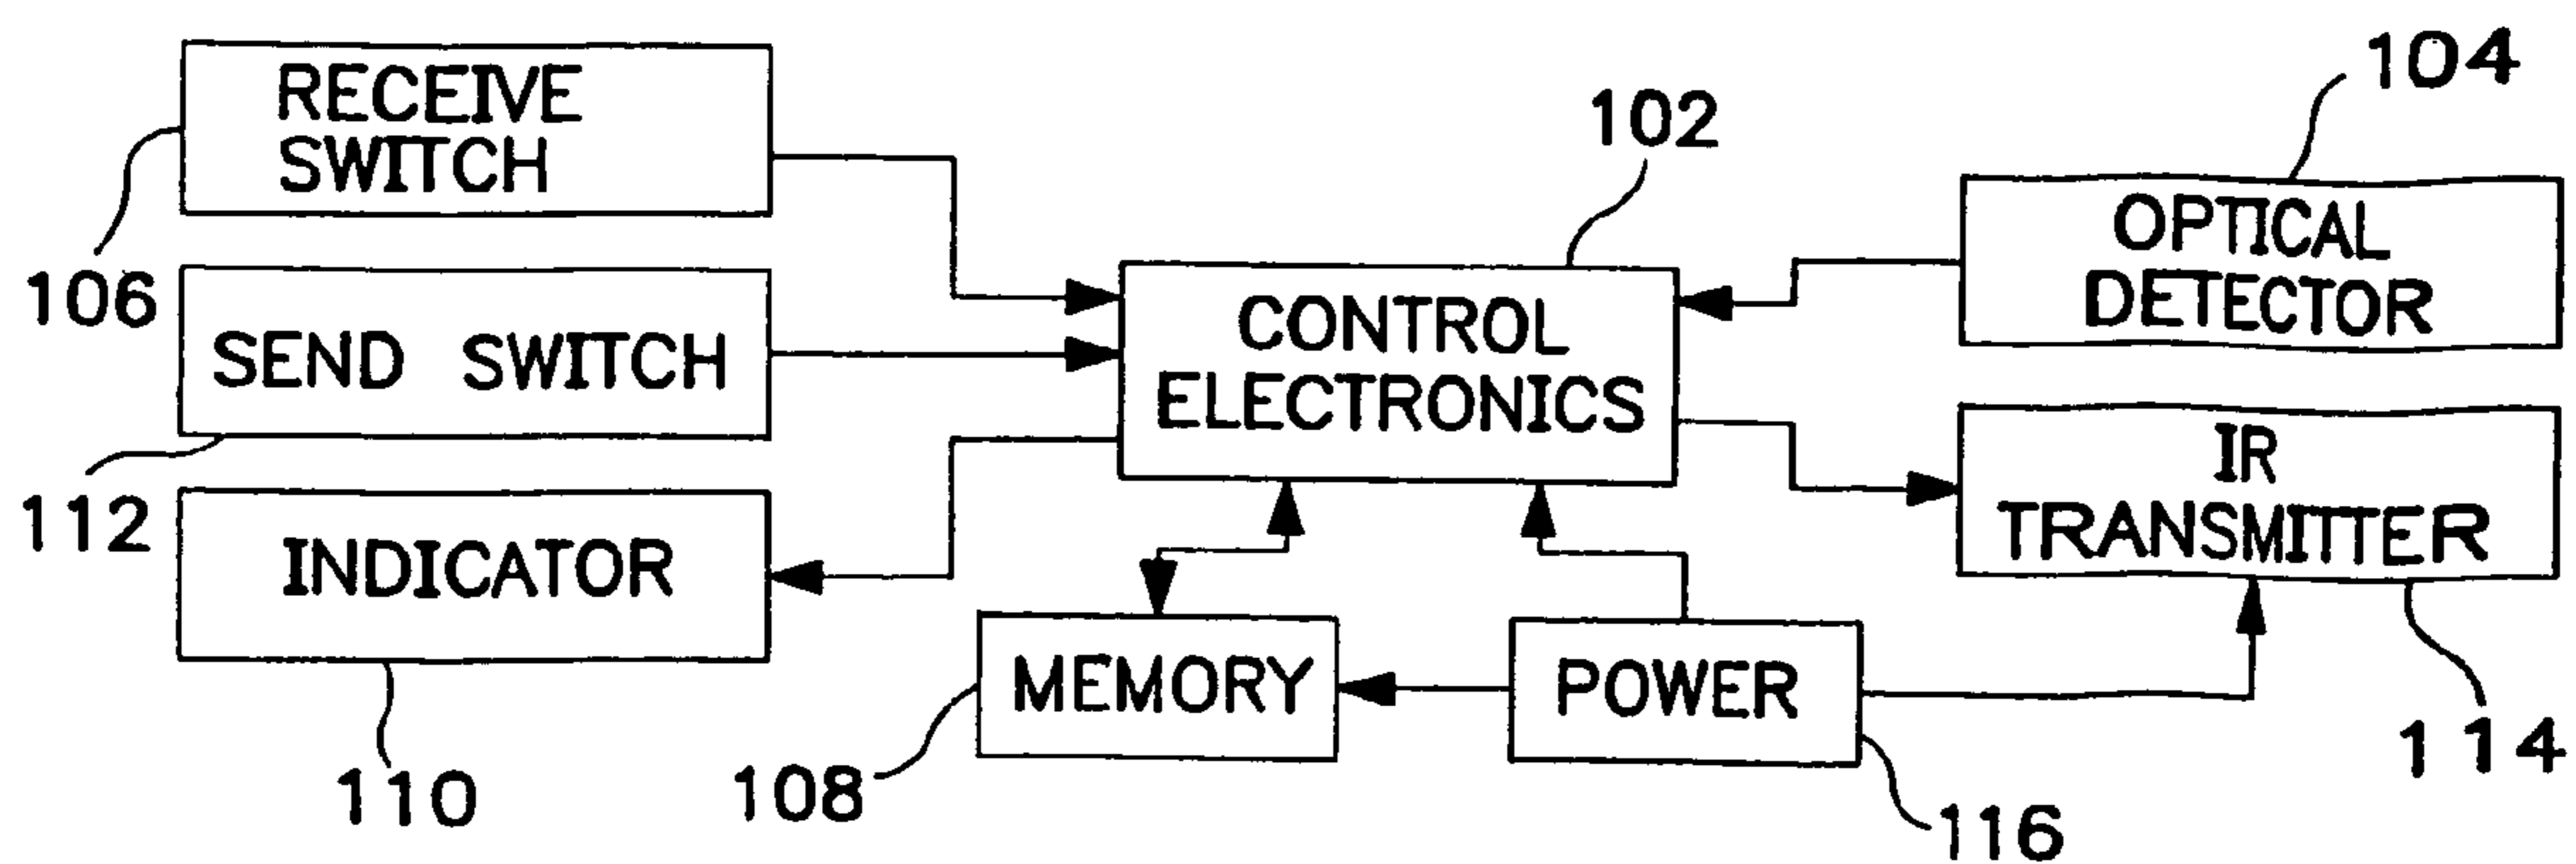 RECEIVE
SWITCH
106
SEND SWITCH
112
INDICATOR
110
102
CONTROL
ELECTRONICS
104
OPTICAL
DETECTOR
IR
TRANSMITTER
114
MEMORY
108
POWER
116